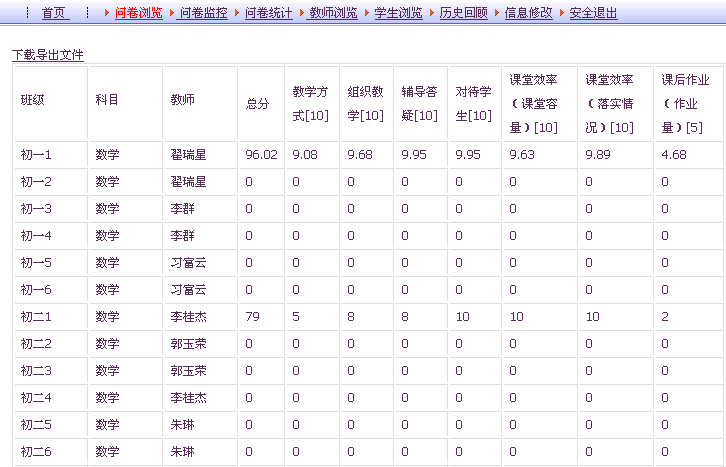 首页 问卷浏览 问卷监控 问卷统计 教师浏览 学生浏览 历史回顾 信息修改 安全退出
下载导出文件
班级 科目 教师 总分 教学方式[10] 组织教学[10] 辅导答疑[10] 对待学生[10] 课堂效率(课堂容量)[10] 课堂效率(落实情况)[10] 课后作业(作业量)[5]
初一1 数学 翟瑞星 96.02 9.08 9.68 9.95 9.95 9.63 9.89 4.68
初一2 数学 翟瑞星 0 0 0 0 0 0 0 0
初一3 数学 李群 0 0 0 0 0 0 0 0
初一4 数学 李群 0 0 0 0 0 0 0 0
初一5 数学 习富云 0 0 0 0 0 0 0 0
初一6 数学 习富云 0 0 0 0 0 0 0 0
初二1 数学 李桂杰 79 5 8 8 10 10 10 2
初二2 数学 郭玉荣 0 0 0 0 0 0 0 0
初二3 数学 郭玉荣 0 0 0 0 0 0 0 0
初二4 数学 李桂杰 0 0 0 0 0 0 0 0
初二5 数学 朱琳 0 0 0 0 0 0 0 0
初二6 数学 朱琳 0 0 0 0 0 0 0 0